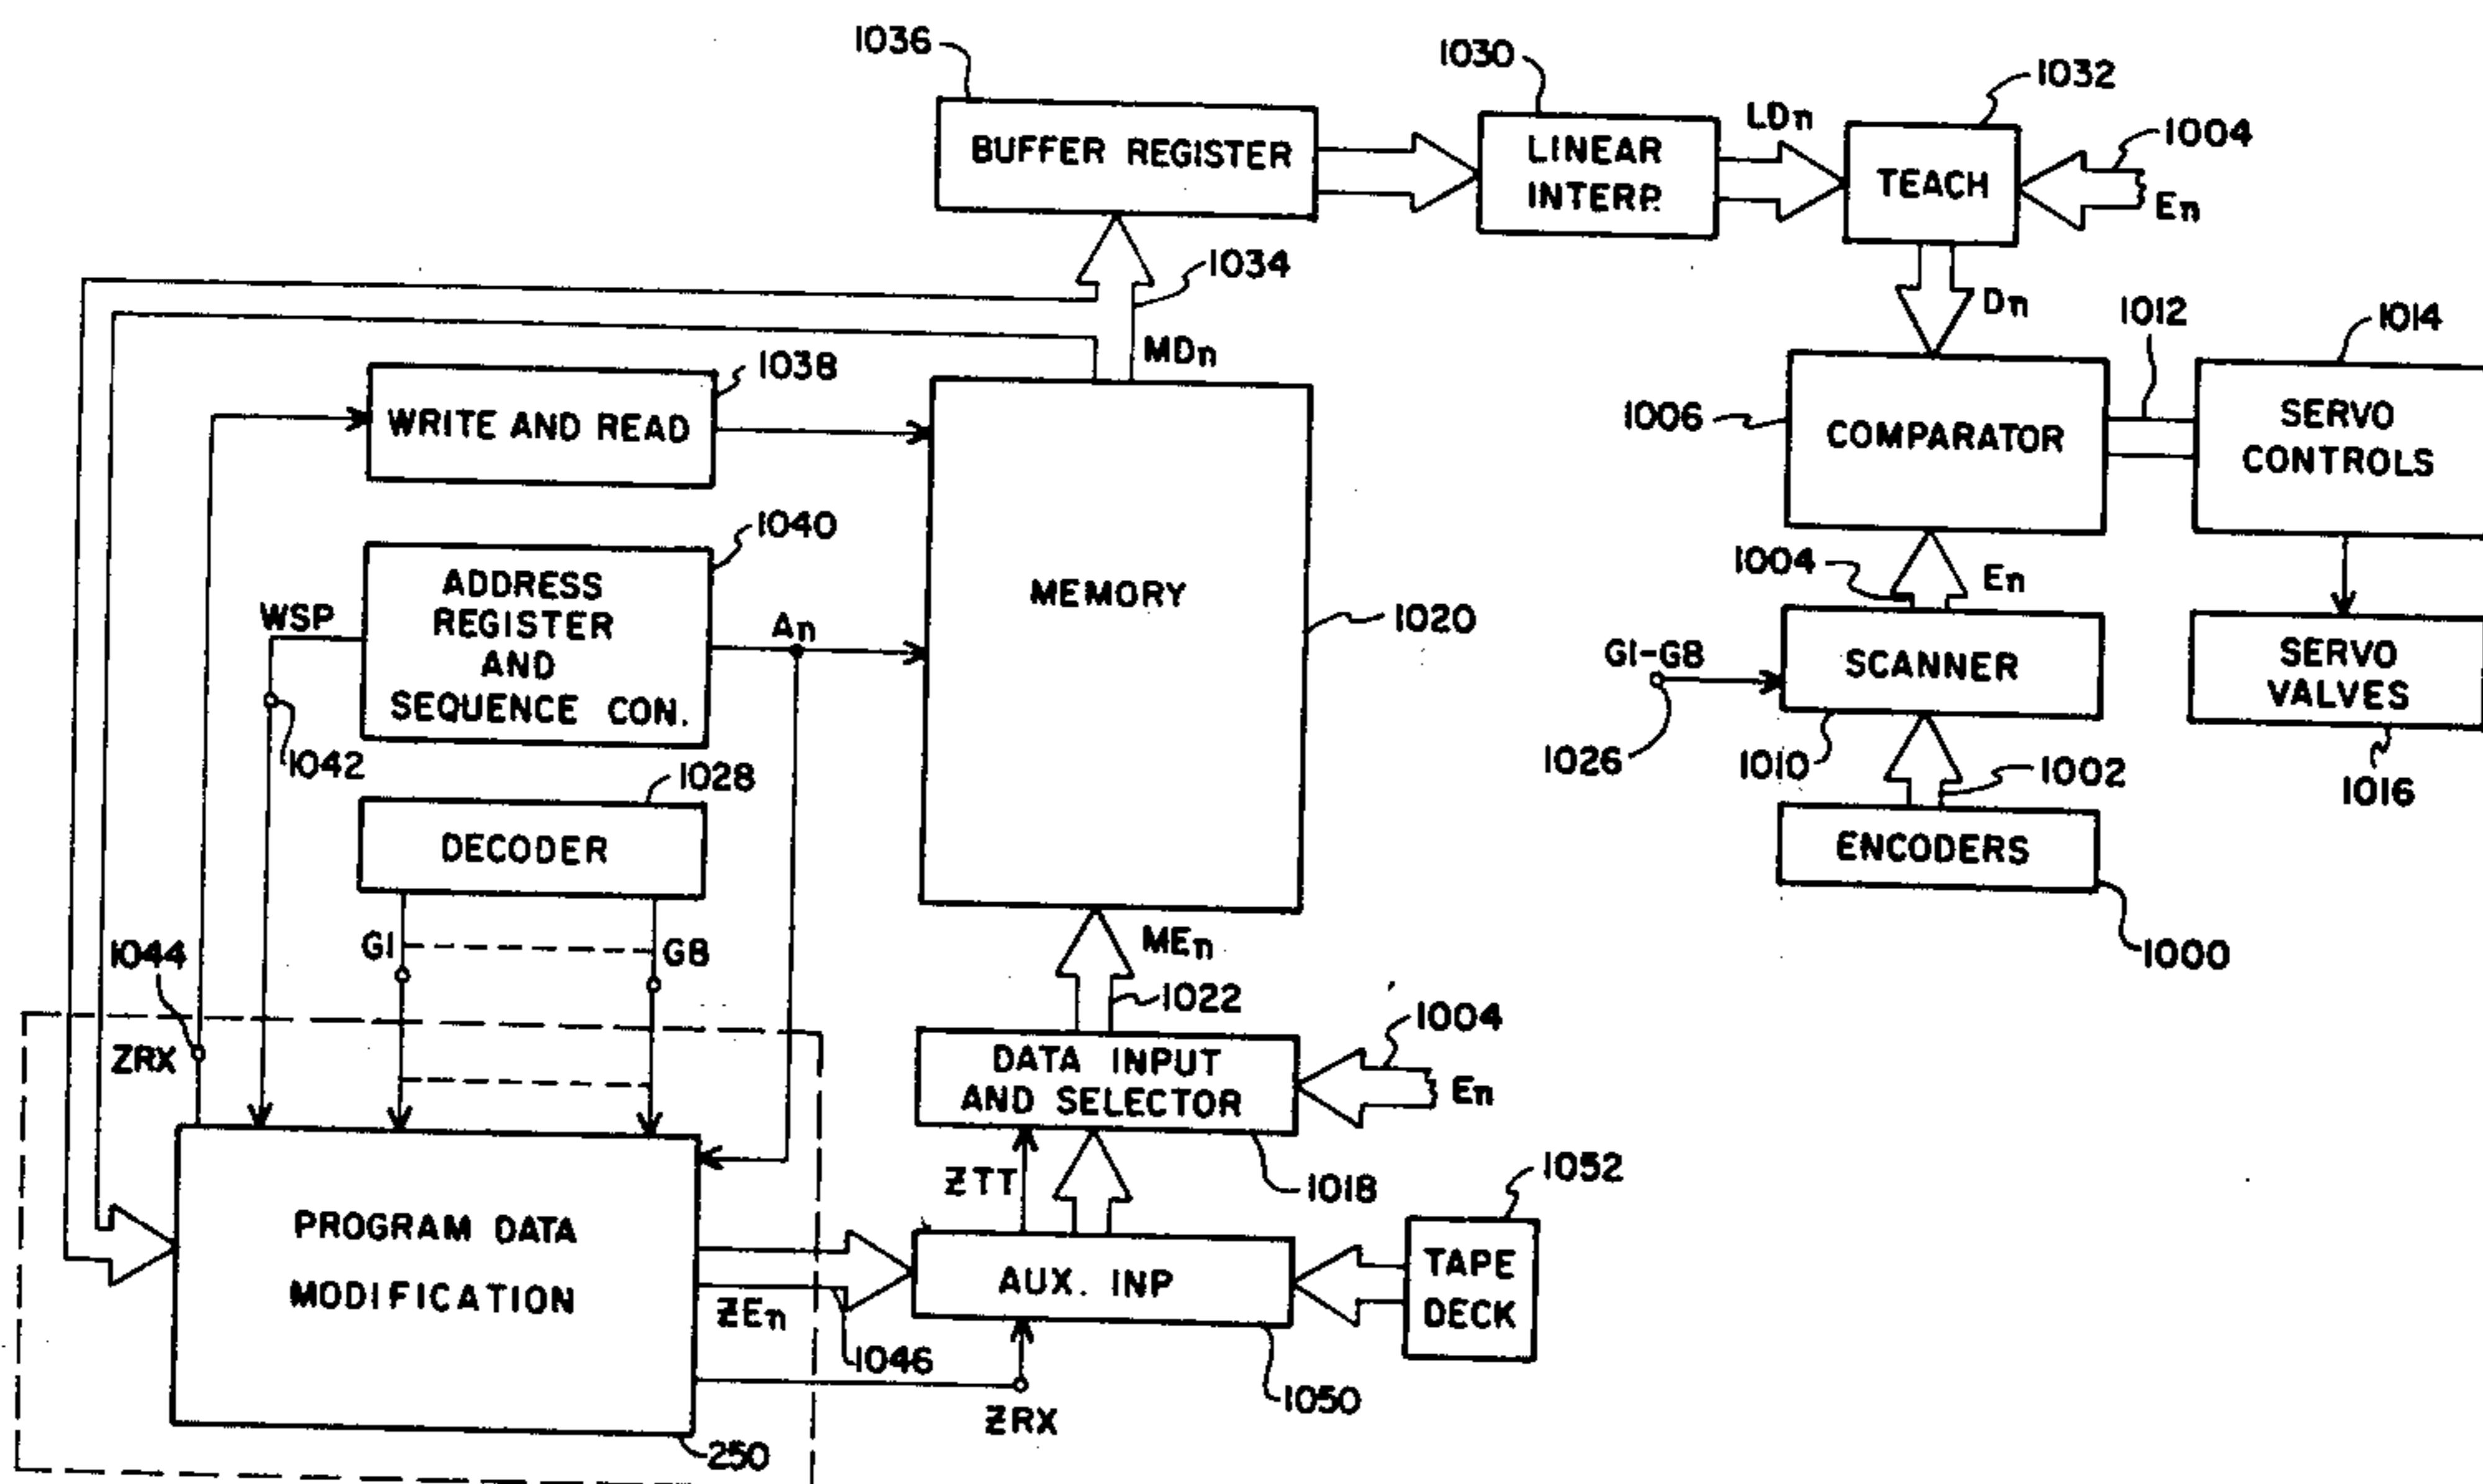 1036
1030
1032
BUFFER REGISTER
LINEAR
INTERP.
LDn
TEACH
1004
En
1034
MDn
Dn
1012
1014
1038
WRITE AND READ
1006
COMPARATOR
SERVO
CONTROLS
1040
ADDRESS
REGISTER
AND
SEQUENCE CON.
WSP
An
1042
MEMORY
1020
1004
En
G1-G8
SCANNER
SERVO
VALVES
1026
1010
1002
1016
1028
DECODER
ENCODERS
1000
G1
G8
1044
ZRX
MEn
1022
DATA INPUT
AND SELECTOR
1004
En
ZTT
1018
1052
PROGRAM DATA
MODIFICATION
ZEn
1046
AUX. INP
TAPE
DECK
1050
ZRX
250